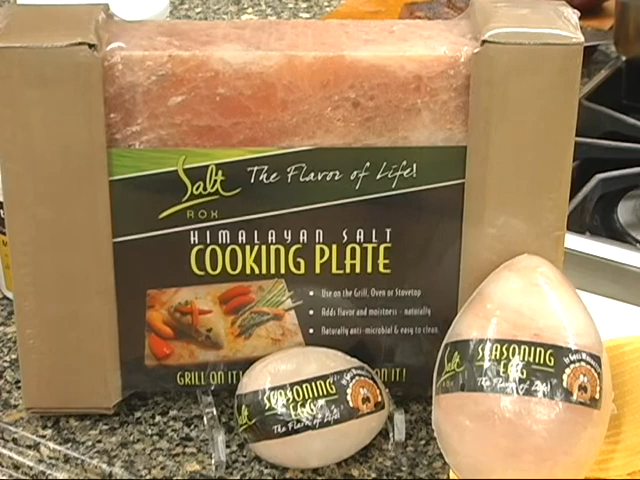 Salt
ROX
The Flavor of Life!
HIMALAYAN SALT
COOKING PLATE
• Use on the Grill, Oven or Stovetop
• Adds flavor and moistness - naturally
• Naturally anti-microbial & easy to clean.
GRILL ON IT!
ON IT!
Salt
SEASONING
EGG
The Flavor of Life!
Salt
ROX
SEASONING
EGG
The Flavor of Life!